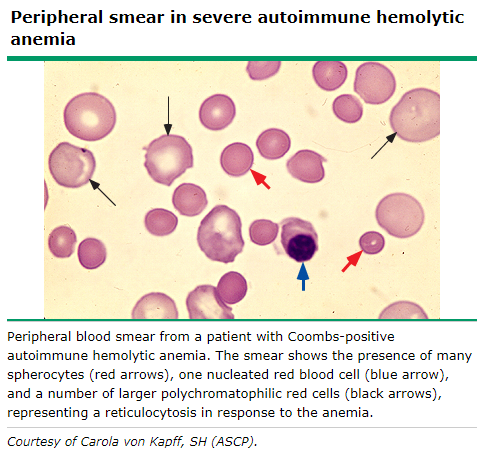 Peripheral smear in severe autoimmune hemolytic
anemia
Peripheral blood smear from a patient with Coombs-positive
autoimmune hemolytic anemia. The smear shows the presence of many
spherocytes (red arrows), one nucleated red blood cell (blue arrow),
and a number of larger polychromatophilic red cells (black arrows),
representing a reticulocytosis in response to the anemia.
Courtesy of Carola von Kapff, SH (ASCP).